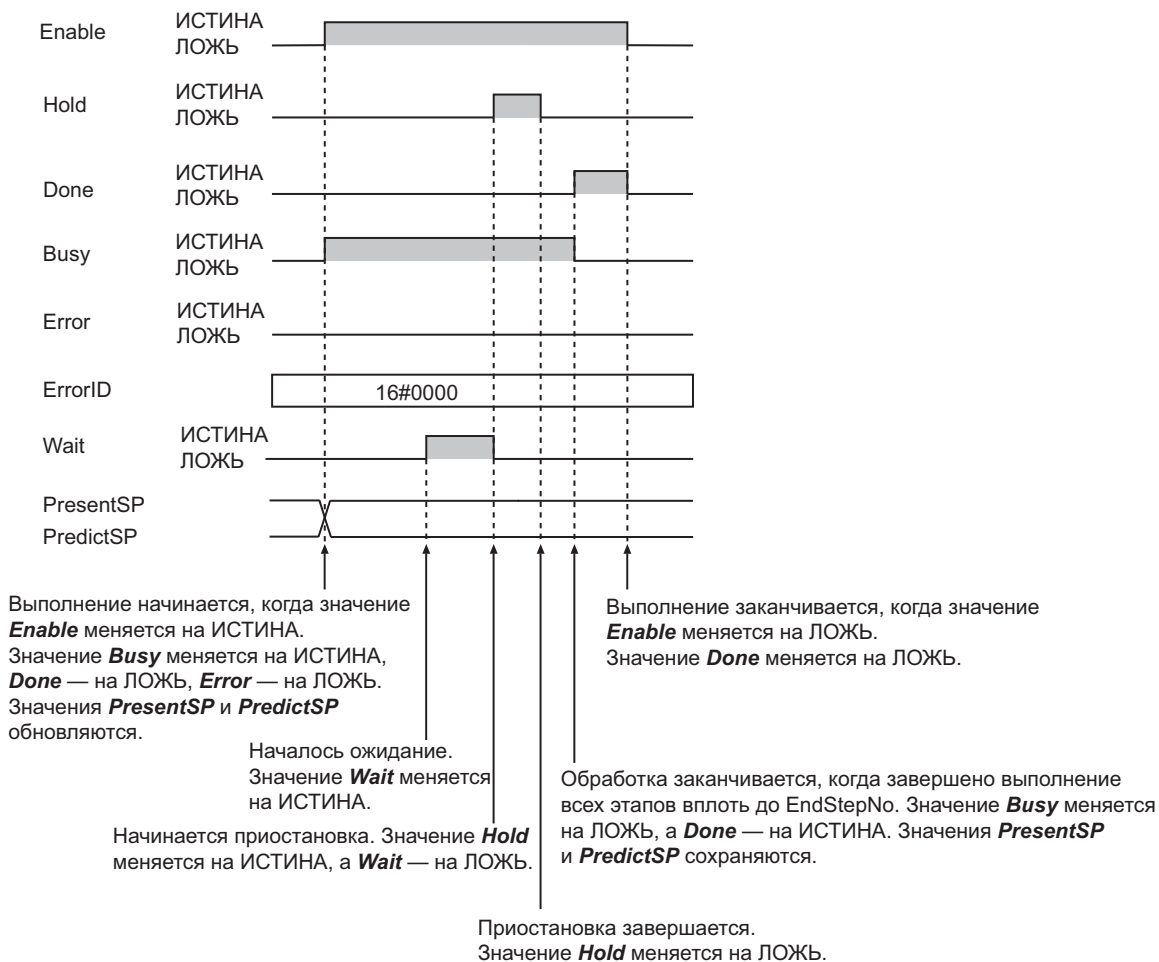 Enable
ИСТИНА
ЛОЖЬ
Hold
ИСТИНА
ЛОЖЬ
Done
ИСТИНА
ЛОЖЬ
Busy
ИСТИНА
ЛОЖЬ
Error
ИСТИНА
ЛОЖЬ
ErrorID
16#0000
Wait
ИСТИНА
ЛОЖЬ
PresentSP
PredictSP
Выполнение начинается, когда значение
Enable меняется на ИСТИНА.
Значение Busy меняется на ИСТИНА,
Done — на ЛОЖЬ, Error — на ЛОЖЬ.
Значения PresentSP и PredictSP
обновляются.
Выполнение заканчивается, когда значение
Enable меняется на ЛОЖЬ.
Значение Done меняется на ЛОЖЬ.
Началось ожидание.
Значение Wait меняется
на ИСТИНА.
Обработка заканчивается, когда завершено выполнение
всех этапов вплоть до EndStepNo. Значение Busy меняется
на ЛОЖЬ, а Done — на ИСТИНА. Значения PresentSP
и PredictSP сохраняются.
Начинается приостановка. Значение Hold
меняется на ИСТИНА, а Wait — на ЛОЖЬ.
Приостановка завершается.
Значение Hold меняется на ЛОЖЬ.